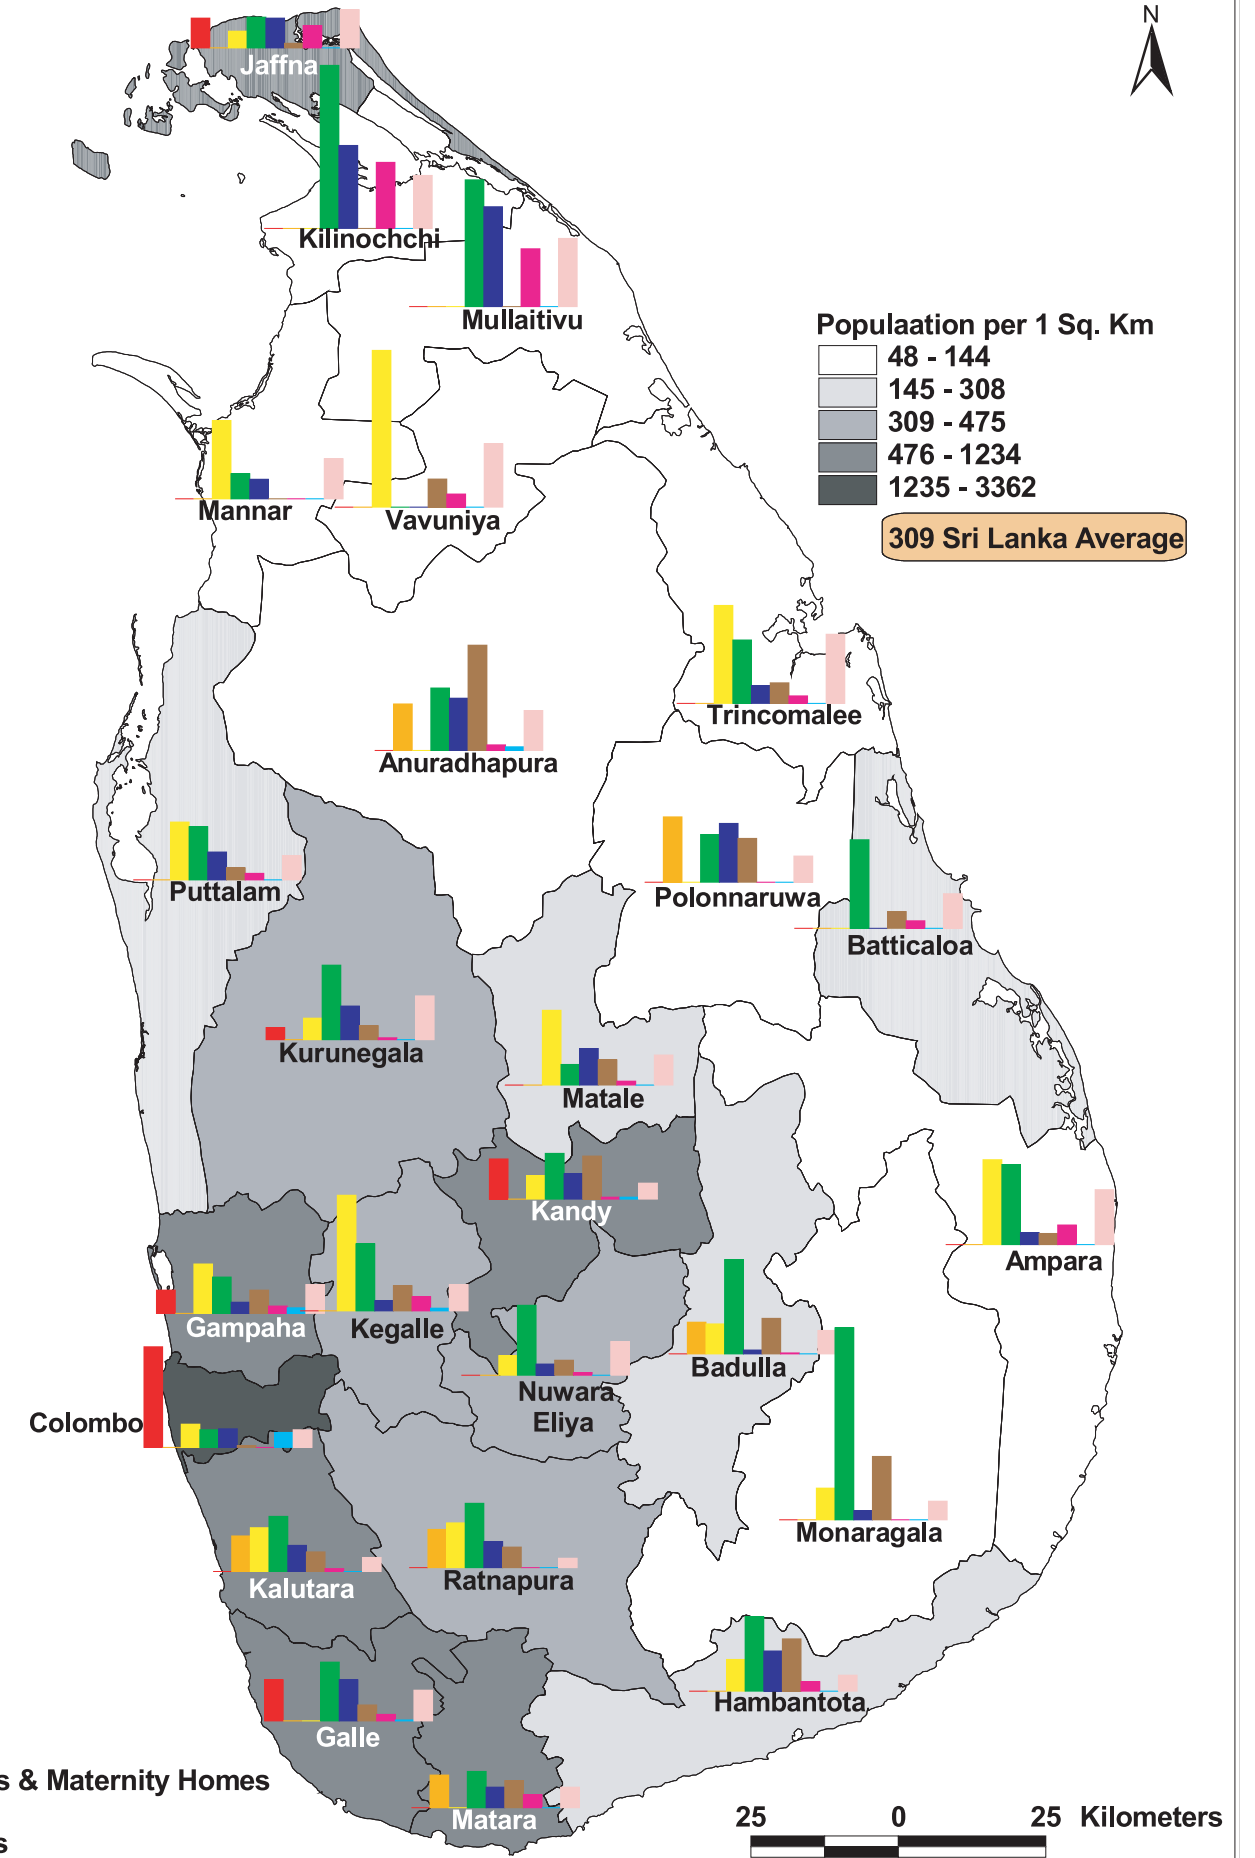 N
Jaffna
Kilinochchi
Mullaitivu
Populaation per 1 Sq. Km
48 - 144
145 - 308
309 - 475
476 - 1234
1235 - 3362
309 Sri Lanka Average
Mannar
Vavuniya
Trincomalee
Anuradhapura
Puttalam
Polonnaruwa
Batticaloa
Kurunegala
Matale
Kandy
Ampara
Gampaha
Kegalle
Badulla
Nuwara
Eliya
Colombo
Monaragala
Kalutara
Ratnapura
Hambantota
Galle
s & Maternity Homes
Matara
25 0 25 Kilometers
s